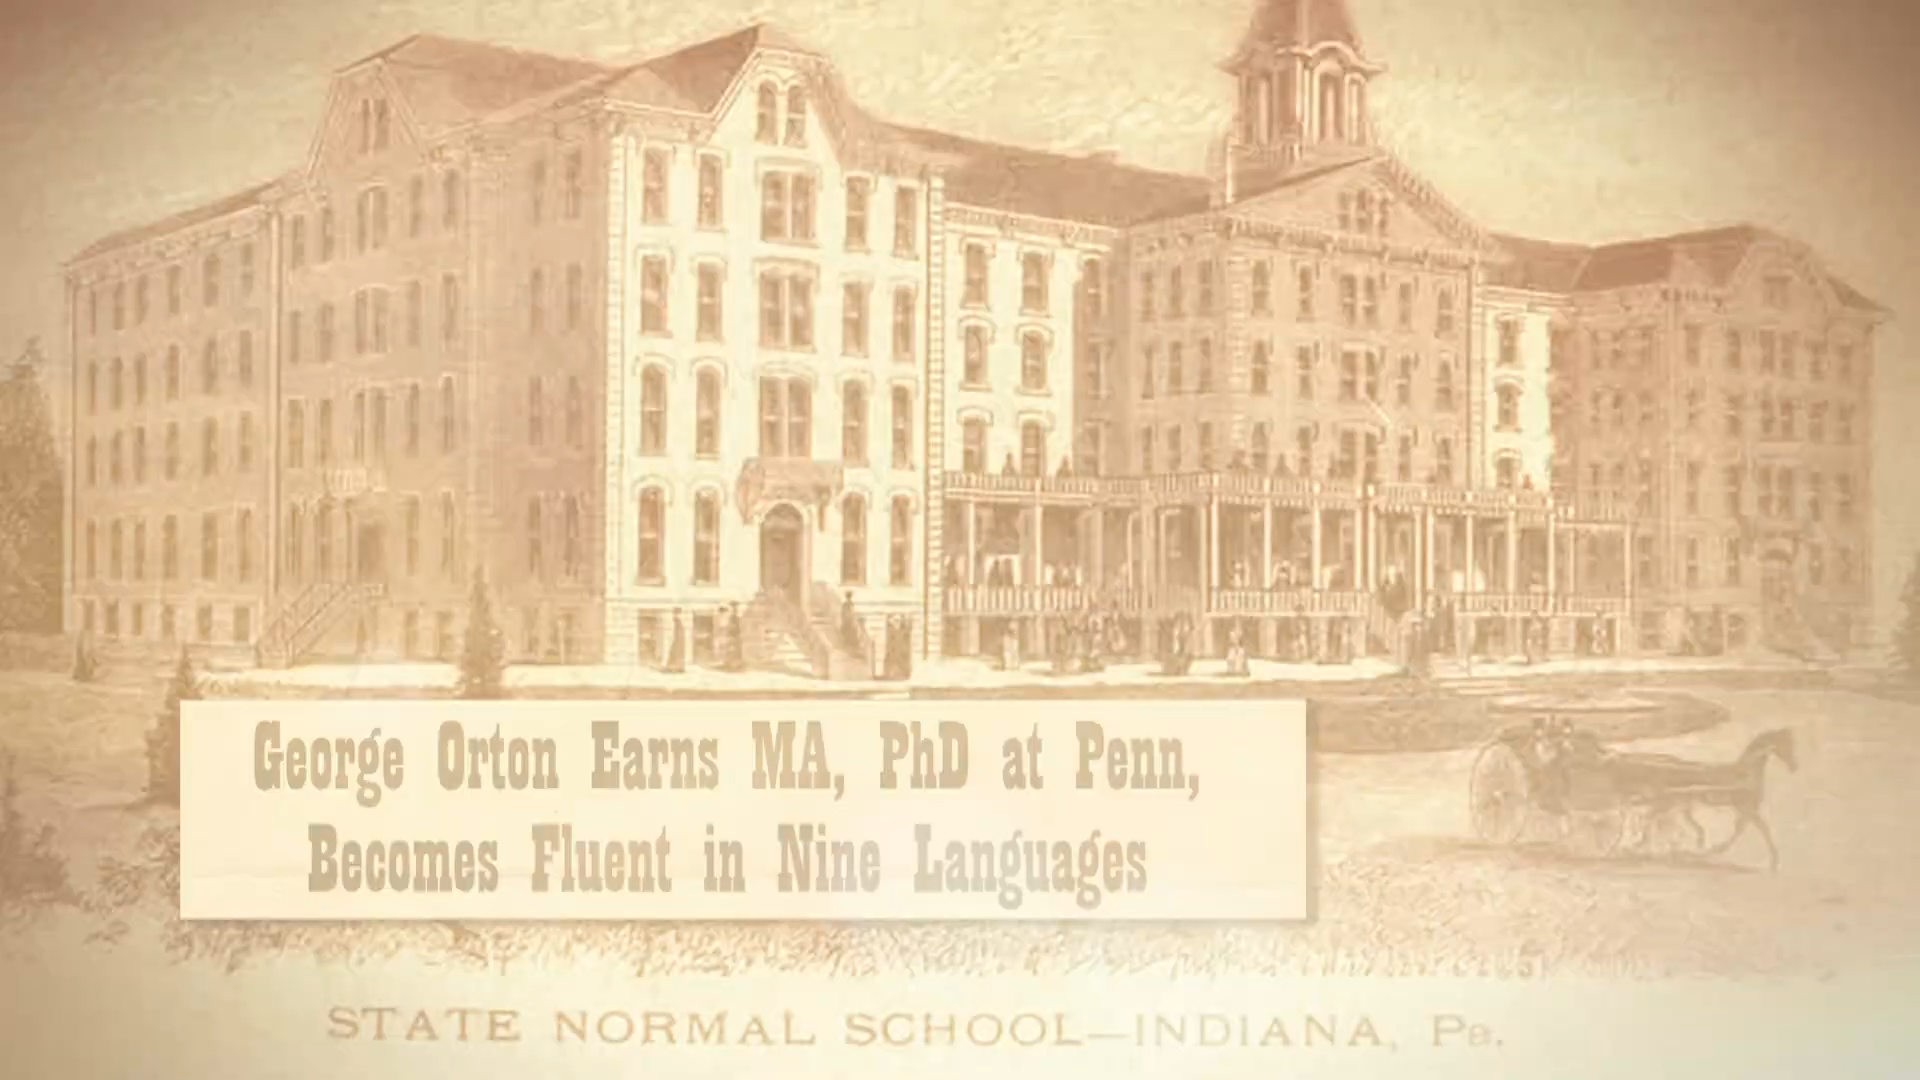 George Orton Earns MA, PhD at Penn,
Becomes Fluent in Nine Languages
STATE NORMAL SCHOOL—INDIANA, Pa.